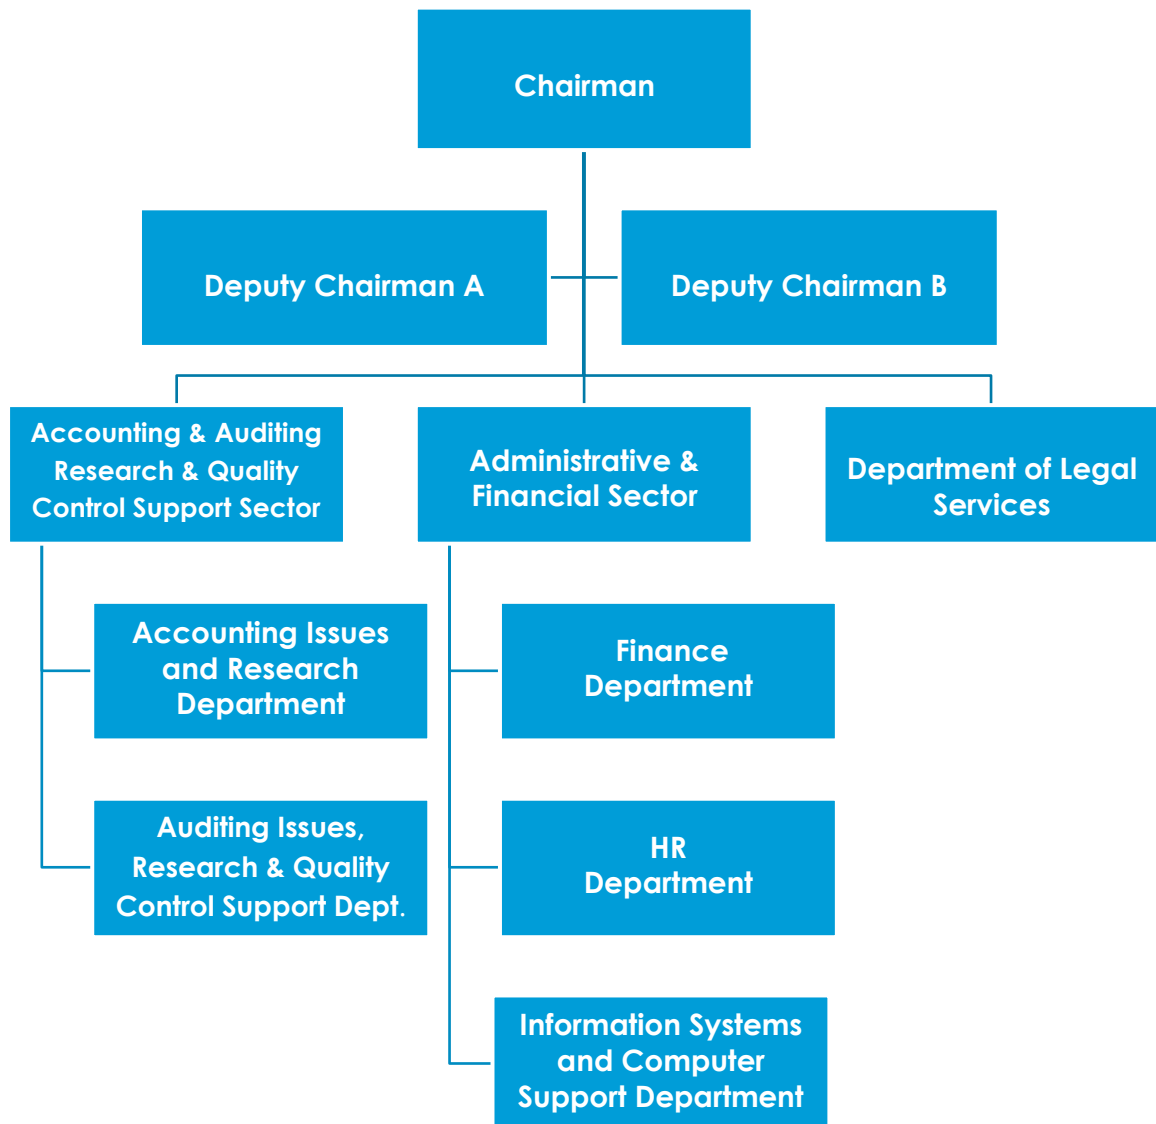 Chairman
Deputy Chairman A
Deputy Chairman B
Accounting & Auditing
Research & Quality
Control Support Sector
Administrative &
Financial Sector
Department of Legal
Services
Accounting Issues
and Research
Department
Finance
Department
Auditing Issues,
Research & Quality
Control Support Dept.
HR
Department
Information Systems
and Computer
Support Department